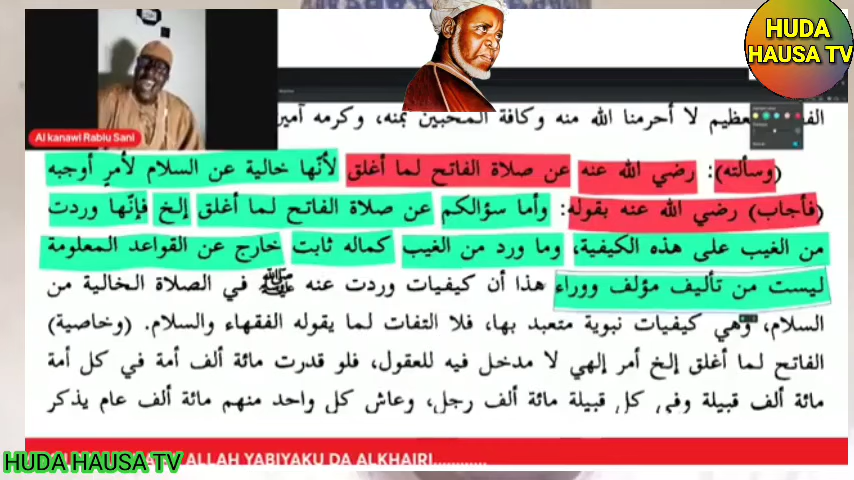 HUDA
HAUSA TV
Al kanawi Rabiu Sani
العظيم لا أحرمنا الله منه وكافة المحبين بمنه، وكرمه آمين
(وسألته): رضي الله عنه عن صلاة الفاتح لما أغلق لأنّها خالية عن السلام لأمرٍ أوجبه
(فأجاب) رضي الله عنه بقوله: وأما سؤالكم عن صلاة الفاتح لما أغلق إلخ فإنّها وردت
من الغيب على هذه الكيفية، وما ورد من الغيب كماله ثابت خارج عن القواعد المعلومة
ليست من تأليف مؤلف ووراء هذا أن كيفيات وردت عنه ﷺ في الصلاة الخالية من
السلام، وهي كيفيات نبوية متعبد بها، فلا التفات لما يقوله الفقهاء والسلام. (وخاصية)
الفاتح لما أغلق إلخ أمر إلهي لا مدخل فيه للعقول، فلو قدرت مائة ألف أمة في كل أمة
مائة ألف قبيلة وفي كل قبيلة مائة ألف رجل، وعاش كل واحد منهم مائة ألف عام يذكر
HUDA HAUSA TV
ALLAH YABIYAKU DA ALKHAIRI............